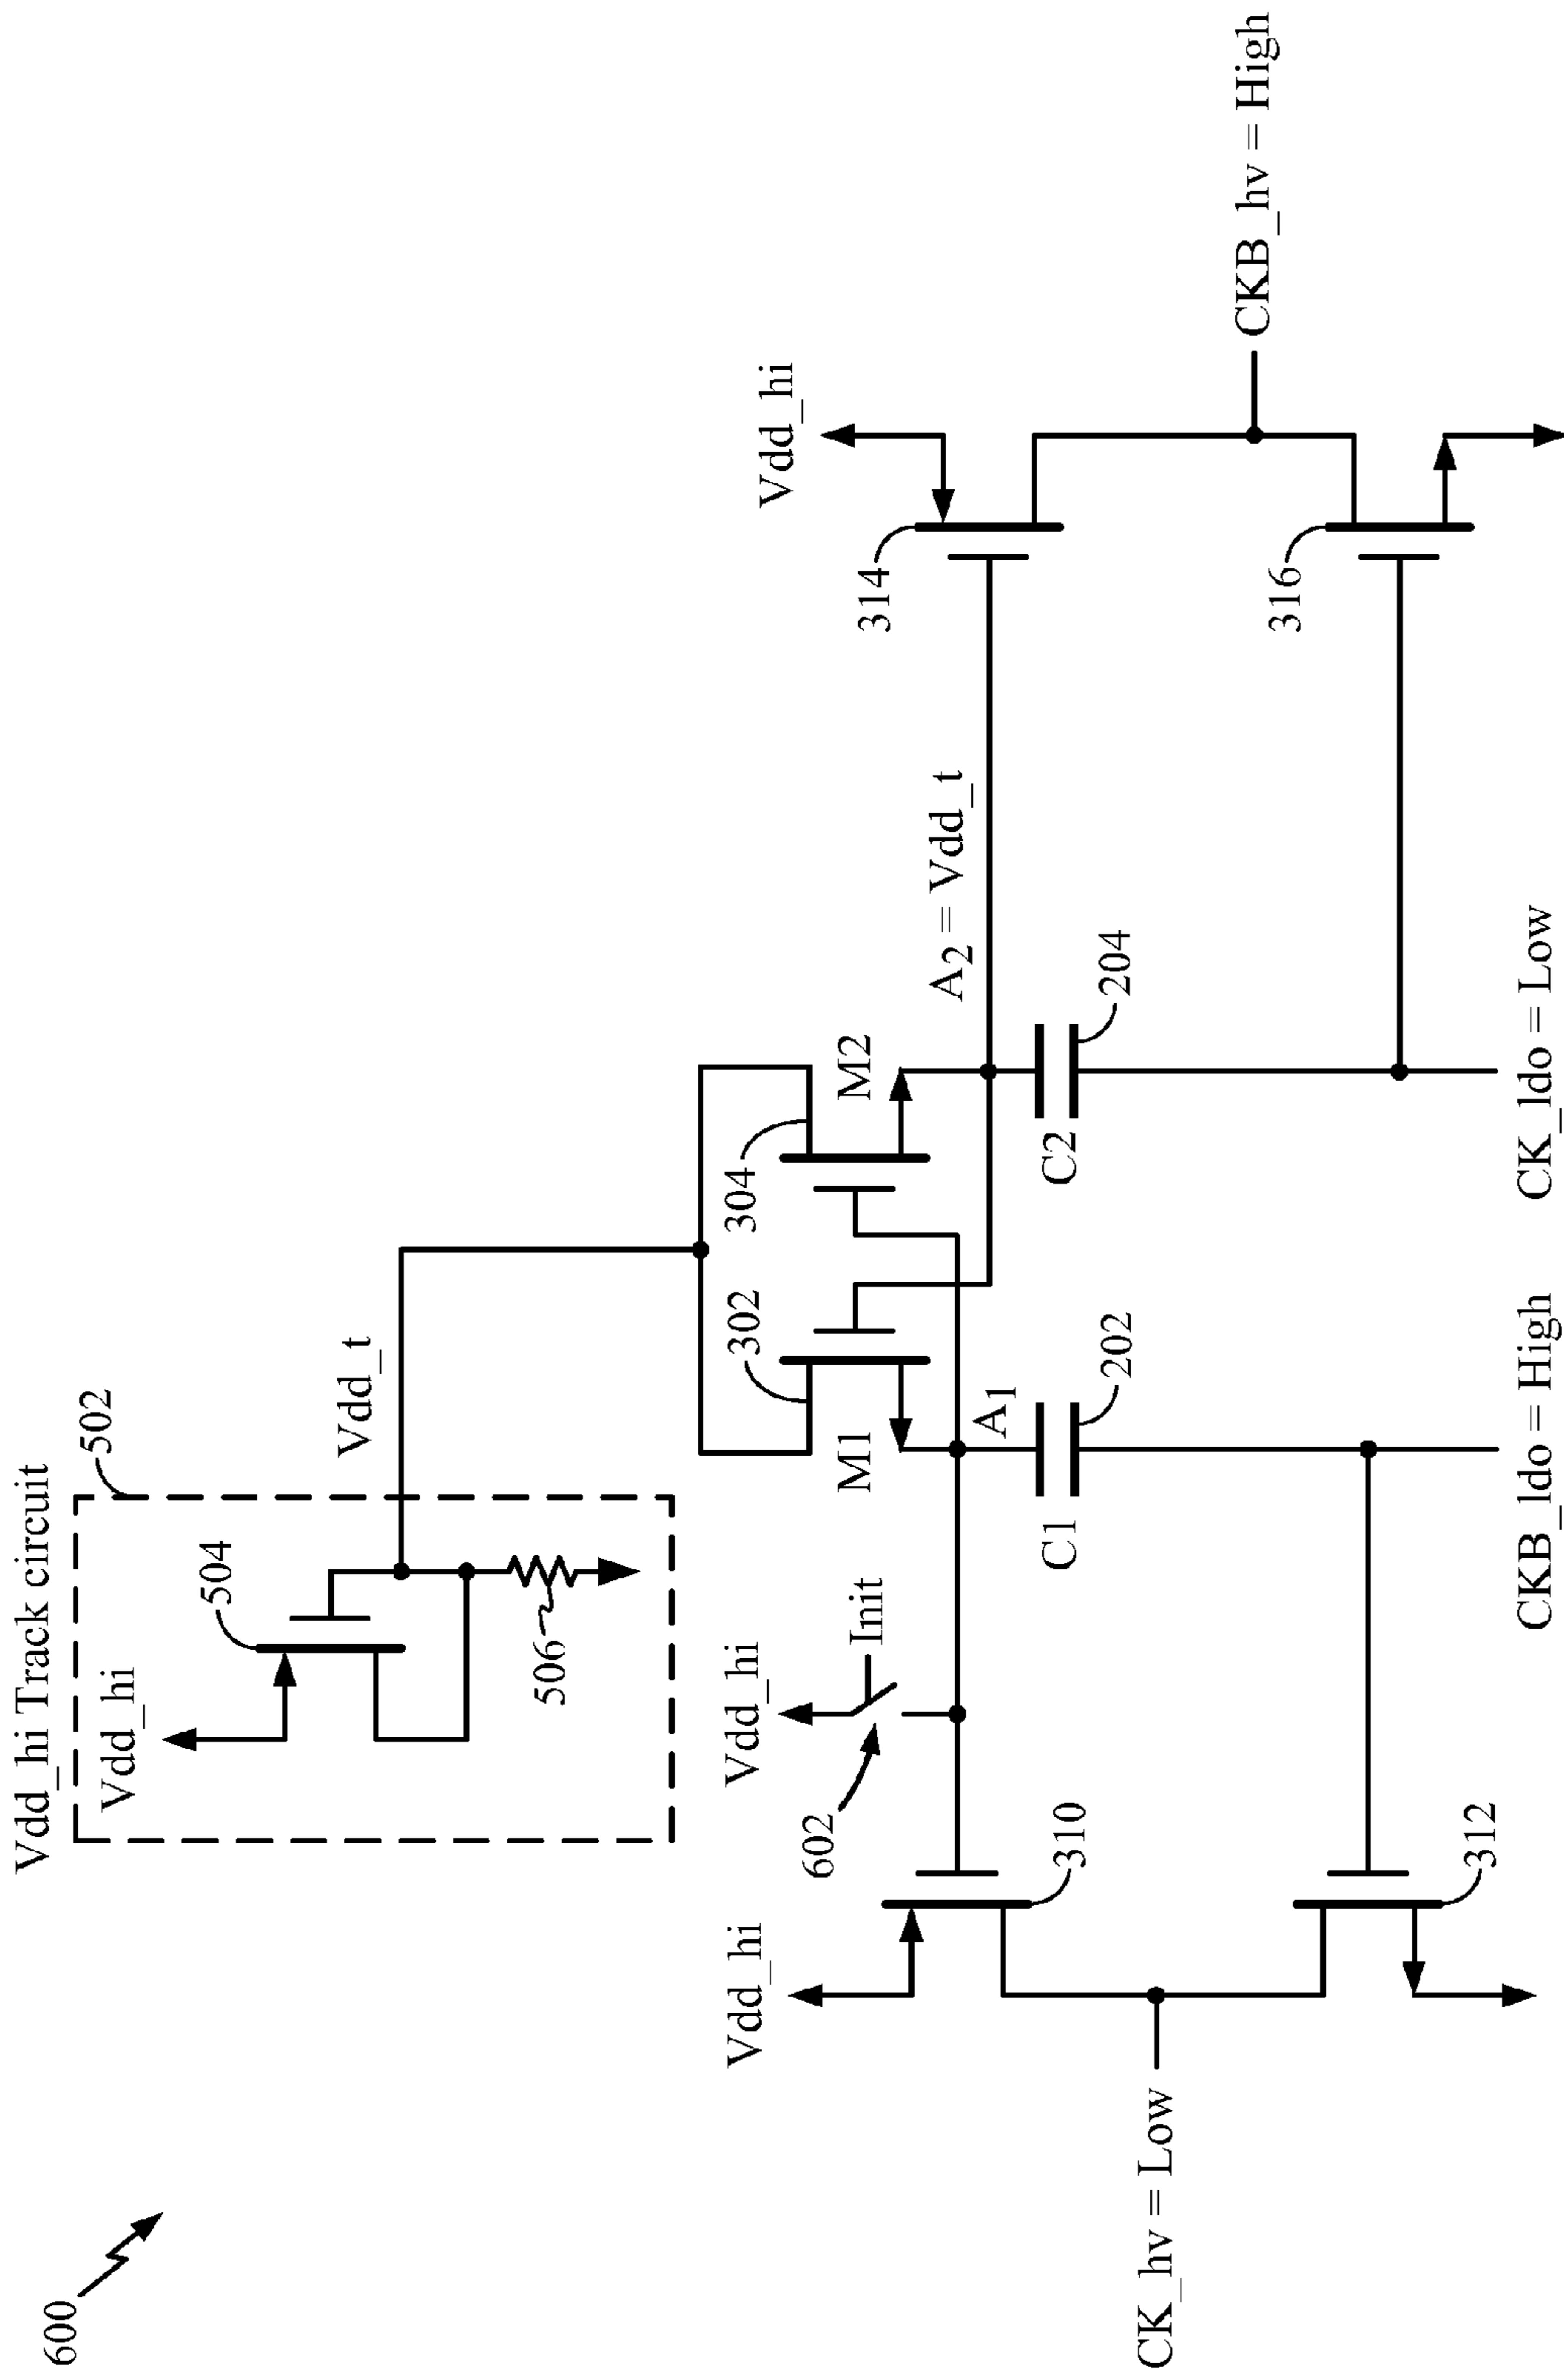 600
Vdd_hi Track circuit
502
504
Vdd_hi
506
Vdd_t
302
304
M1
M2
Vdd_hi
Vdd_hi
Init
602
310
312
A1
C1
202
C2
204
A2 = Vdd_t
Vdd_hi
314
316
CK_hv = Low
CKB_hv = High
CKB_ldo = High
CK_ldo = Low